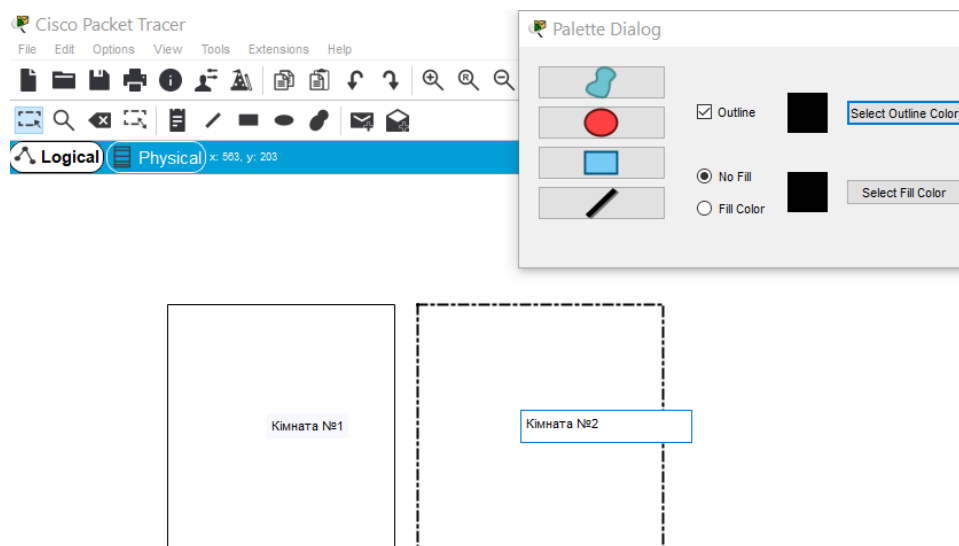 Cisco Packet Tracer
File Edit Options View Tools Extensions Help
Logical Physical x: 563, y: 203
Palette Dialog
Outline
Select Outline Color
No Fill
Fill Color
Select Fill Color
Кімната №1
Кімната №2